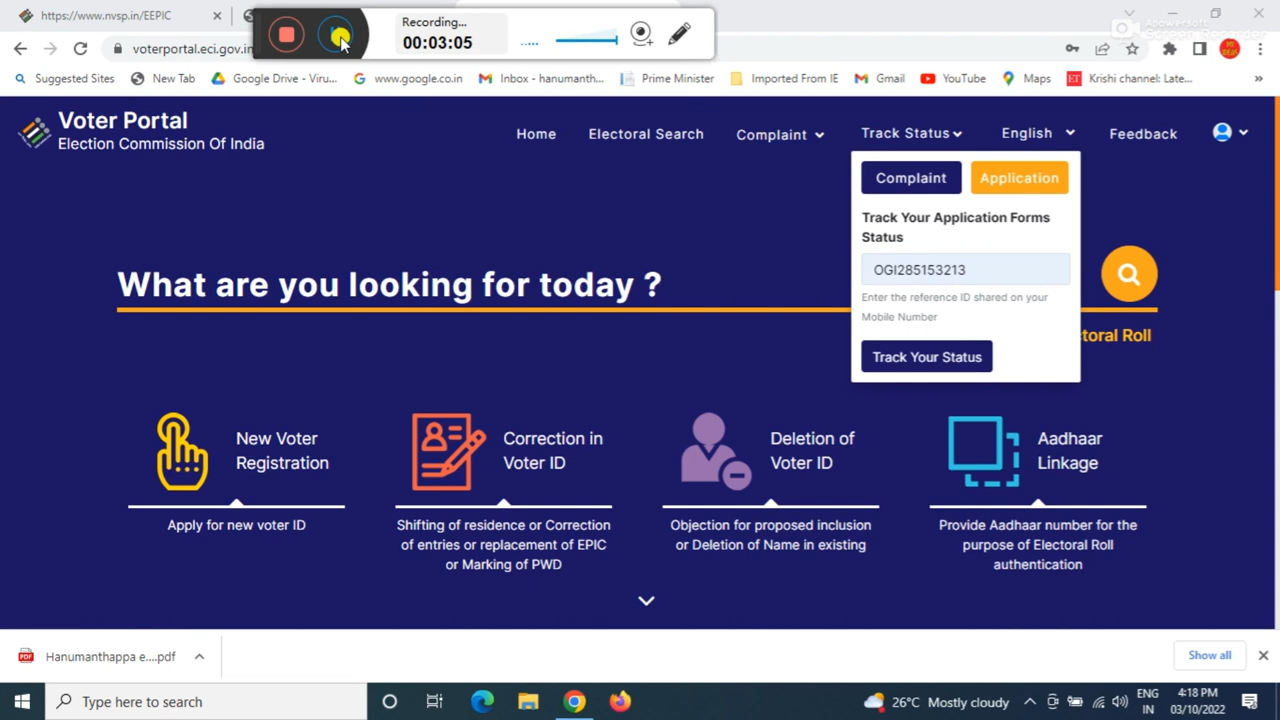 https://www.nvsp.in/EEPIC
Recording...
00:03:05
Apowersoft
Screen Recorder
voterportal.eci.gov.in
Suggested Sites
New Tab
Google Drive - Viru...
www.google.co.in
Inbox - hanumanth...
Prime Minister
Imported From IE
Gmail
YouTube
Maps
ET
Krishi channel: Late...
»
Voter Portal
Election Commission Of India
Home
Electoral Search
Complaint
Track Status
English
Feedback
Complaint
Application
Track Your Application Forms
Status
OGI285153213
Enter the reference ID shared on your
Mobile Number
Track Your Status
What are you looking for today ?
toral Roll
New Voter
Registration
Apply for new voter ID
Correction in
Voter ID
Shifting of residence or Correction
of entries or replacement of EPIC
or Marking of PWD
Deletion of
Voter ID
Objection for proposed inclusion
or Deletion of Name in existing
Aadhaar
Linkage
Provide Aadhaar number for the
purpose of Electoral Roll
authentication
Hanumanthappa e....pdf
Show all
Type here to search
26°C Mostly cloudy
ENG
IN
4:18 PM
03/10/2022